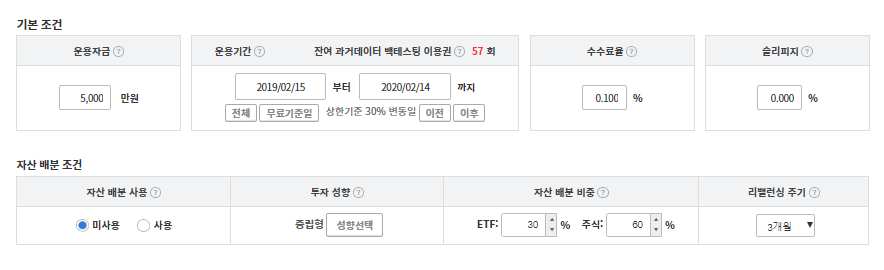 기본 조건
운용자금 ?
운용기간 ? 잔여 과거데이터 백테스팅 이용권 ? 57 회
수수료율 ?
슬리피지 ?
5,000 만원
2019/02/15 부터 2020/02/14 까지
전체 무료기준일 상한기준 30% 변동일 이전 이후
0.100 %
0.000 %
자산 배분 조건
자산 배분 사용 ? 투자 성향 ? 자산 배분 비중 ? 리밸런싱 주기 ?
미사용 사용 중립형 성향선택 ETF: 30 % 주식: 60 % 3개월